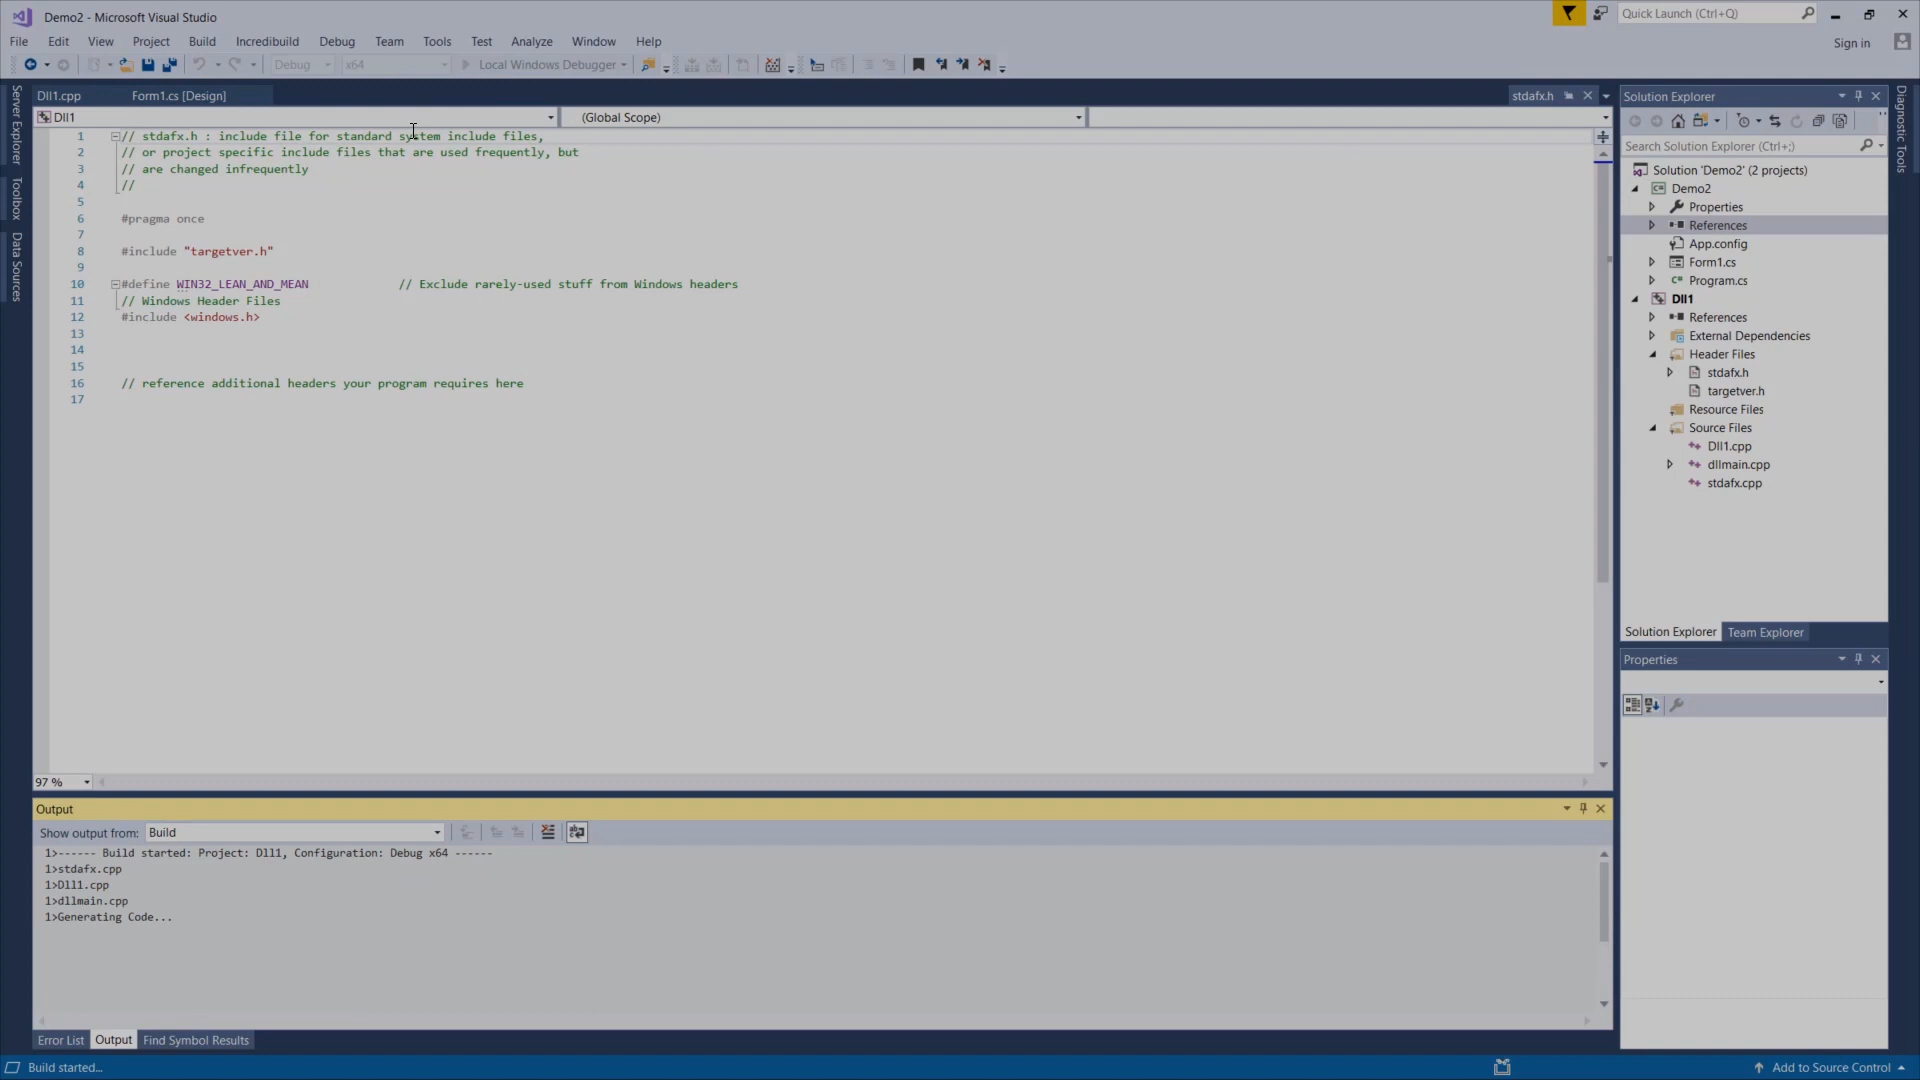 Demo2 - Microsoft Visual Studio
Quick Launch (Ctrl+Q)
File Edit View Project Build Incredibuild Debug Team Tools Test Analyze Window Help
Sign in
Debug x64 Local Windows Debugger
Server Explorer
Toolbox
Data Sources
Dll1.cpp Form1.cs [Design] stdafx.h
Dll1 (Global Scope)
1 // stdafx.h : include file for standard system include files,
2 // or project specific include files that are used frequently, but
3 // are changed infrequently
4 //
5
6 #pragma once
7
8 #include "targetver.h"
9
10 #define WIN32_LEAN_AND_MEAN // Exclude rarely-used stuff from Windows headers
11 // Windows Header Files
12 #include <windows.h>
13
14
15
16 // reference additional headers your program requires here
17
97 %
Output
Show output from: Build
1>------ Build started: Project: Dll1, Configuration: Debug x64 ------
1>stdafx.cpp
1>Dll1.cpp
1>dllmain.cpp
1>Generating Code...
Error List Output Find Symbol Results
Build started...
Solution Explorer
Search Solution Explorer (Ctrl+;)
Solution 'Demo2' (2 projects)
Demo2
Properties
References
App.config
Form1.cs
Program.cs
Dll1
References
External Dependencies
Header Files
stdafx.h
targetver.h
Resource Files
Source Files
Dll1.cpp
dllmain.cpp
stdafx.cpp
Solution Explorer Team Explorer
Properties
Diagnostic Tools
Add to Source Control